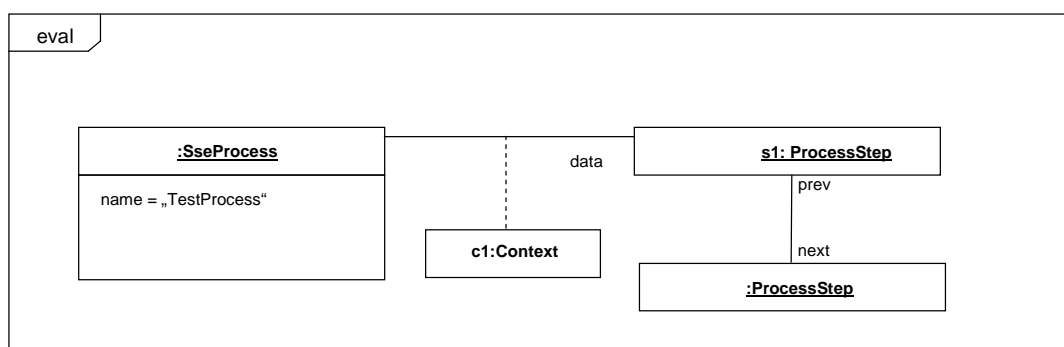 eval
:SseProcess
name = „TestProcess“
data
s1: ProcessStep
prev
c1:Context
next
:ProcessStep